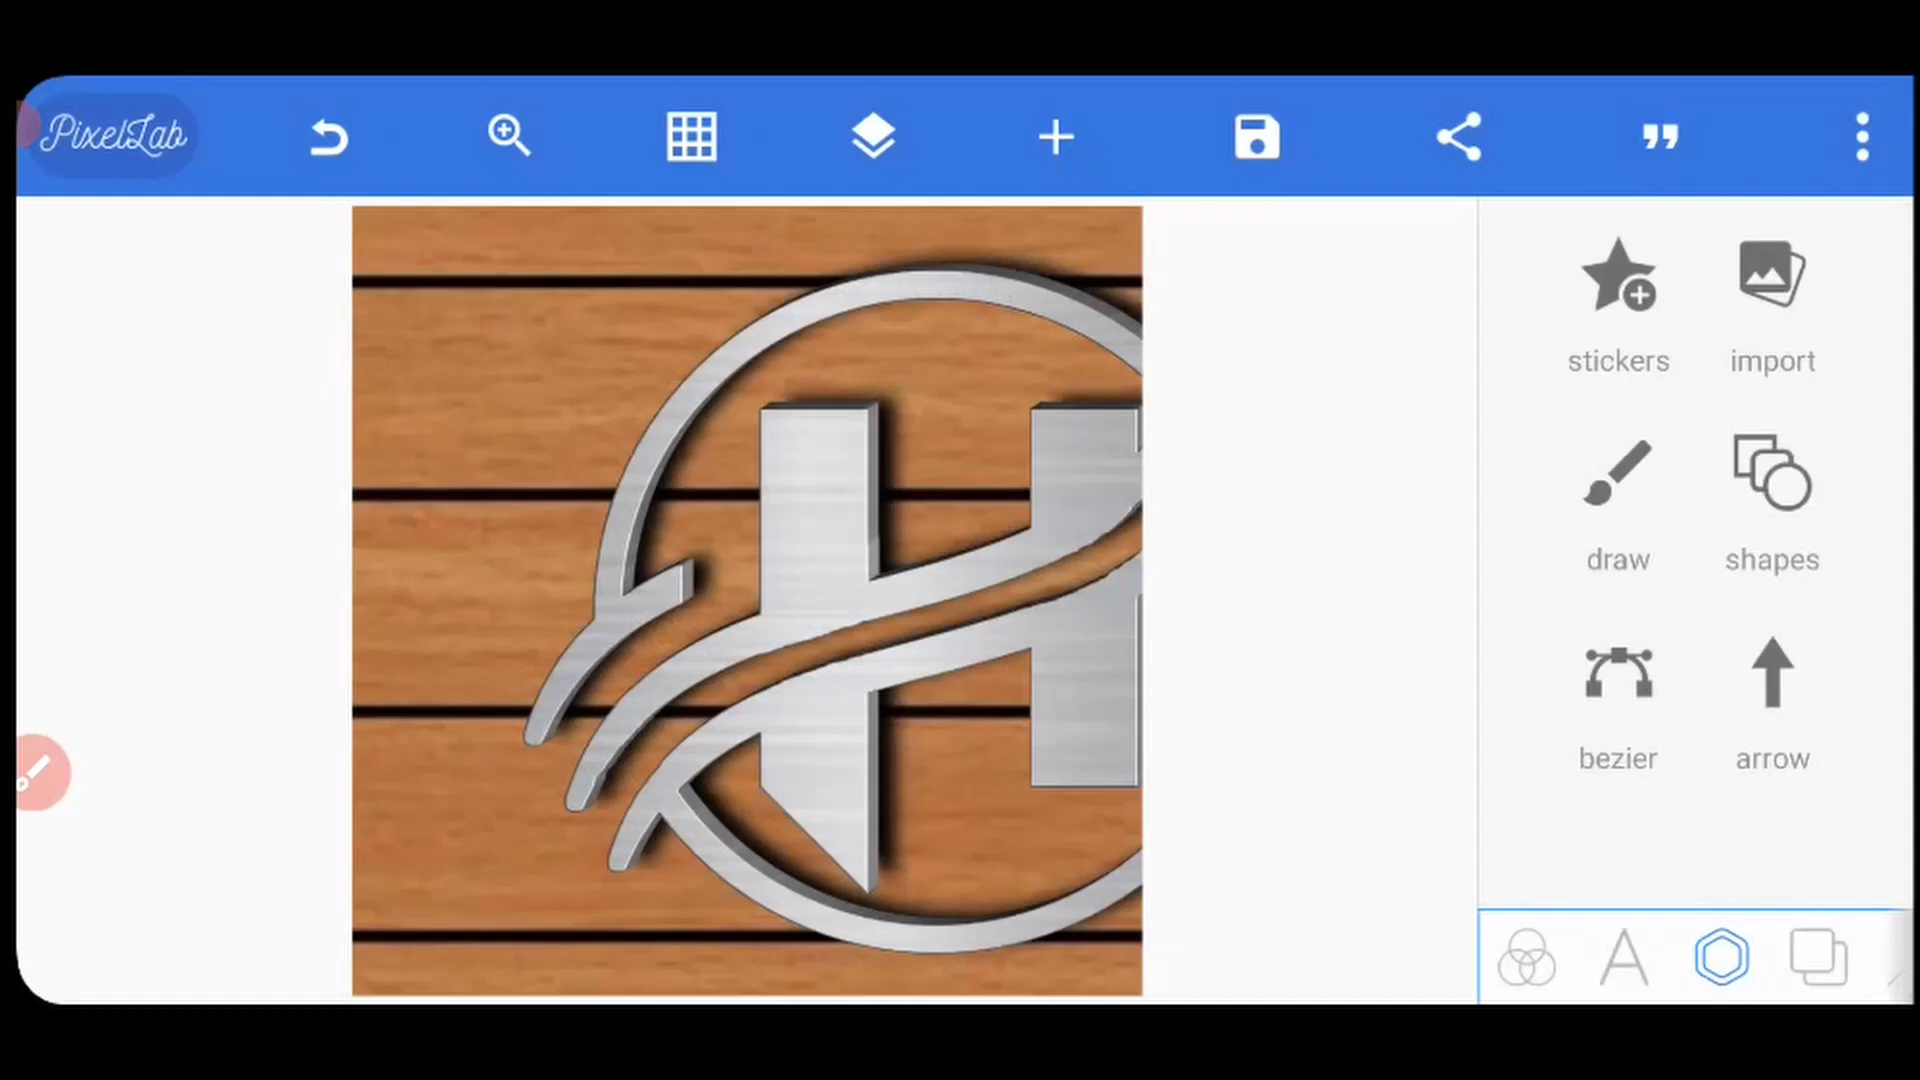 PixelLab
stickers
import
draw
shapes
bezier
arrow
H
A